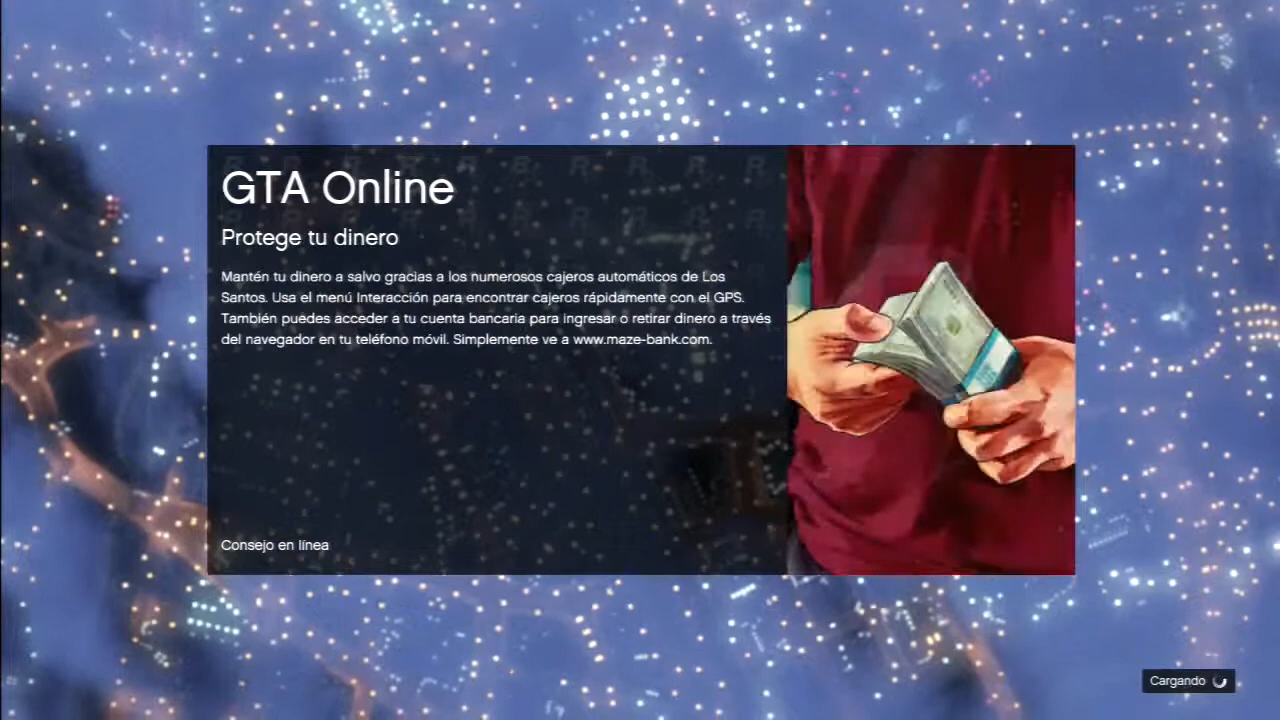 GTA Online
Protege tu dinero
Mantén tu dinero a salvo gracias a los numerosos cajeros automáticos de Los
Santos. Usa el menú Interacción para encontrar cajeros rápidamente con el GPS.
También puedes acceder a tu cuenta bancaria para ingresar o retirar dinero a través
del navegador en tu teléfono móvil. Simplemente ve a www.maze-bank.com.
Consejo en línea
Cargando